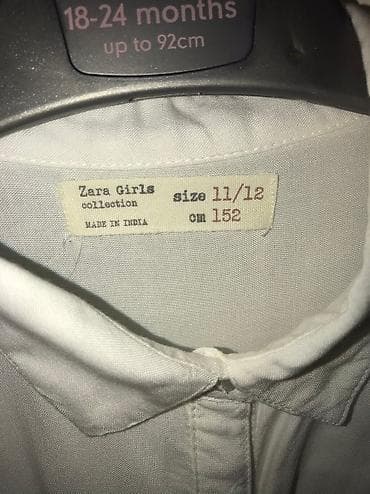 18-24 months
up to 92cm
Zara Girls size 11/12
collection
MADE IN INDIA cm 152